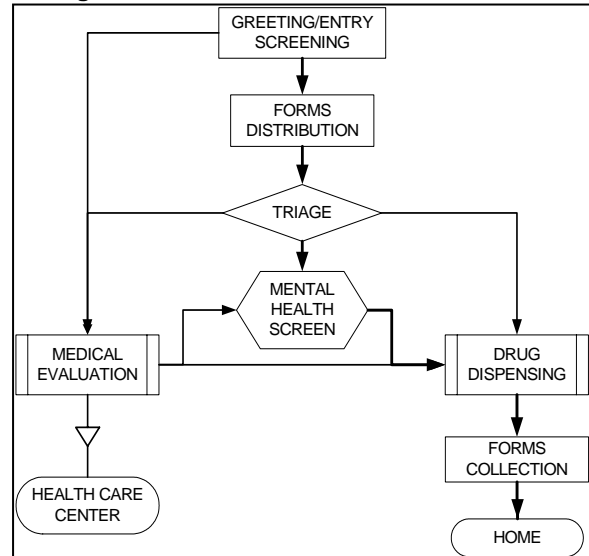 GREETING/ENTRY
SCREENING
FORMS
DISTRIBUTION
TRIAGE
MENTAL
HEALTH
SCREEN
MEDICAL
EVALUATION
DRUG
DISPENSING
FORMS
COLLECTION
HEALTH CARE
CENTER
HOME